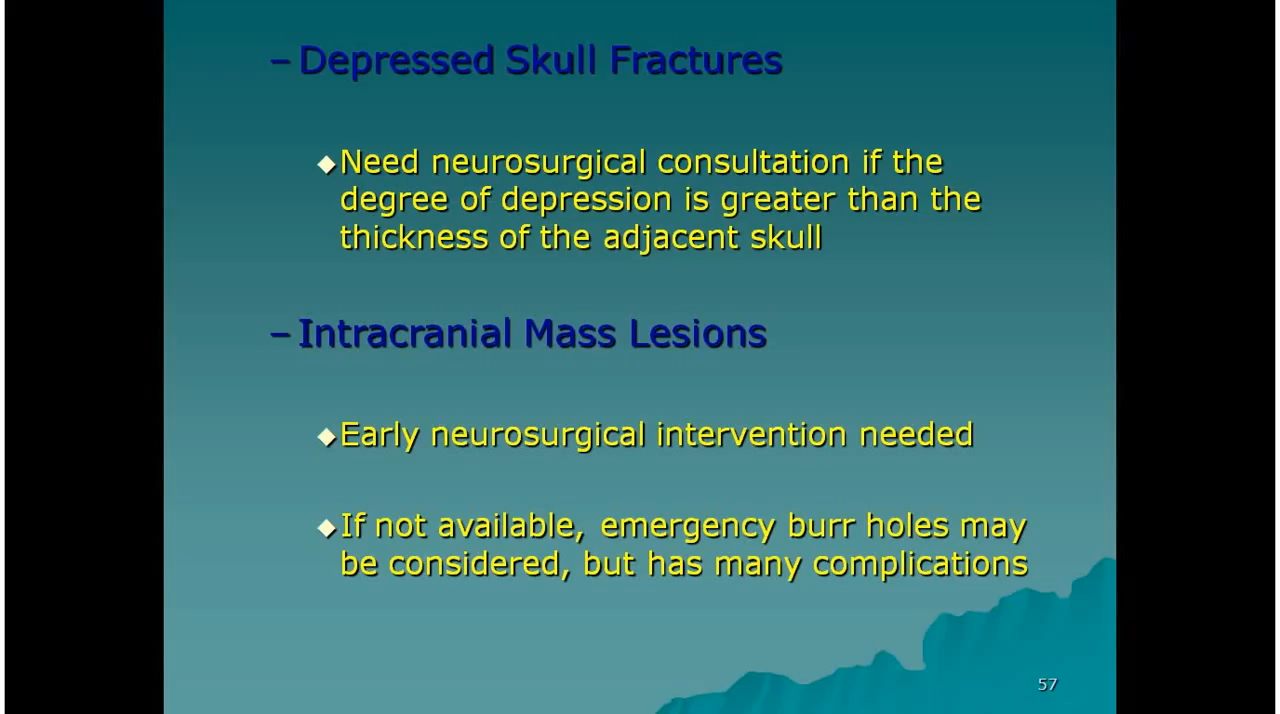 – Depressed Skull Fractures
◆Need neurosurgical consultation if the
degree of depression is greater than the
thickness of the adjacent skull
– Intracranial Mass Lesions
◆Early neurosurgical intervention needed
◆If not available, emergency burr holes may
be considered, but has many complications
57